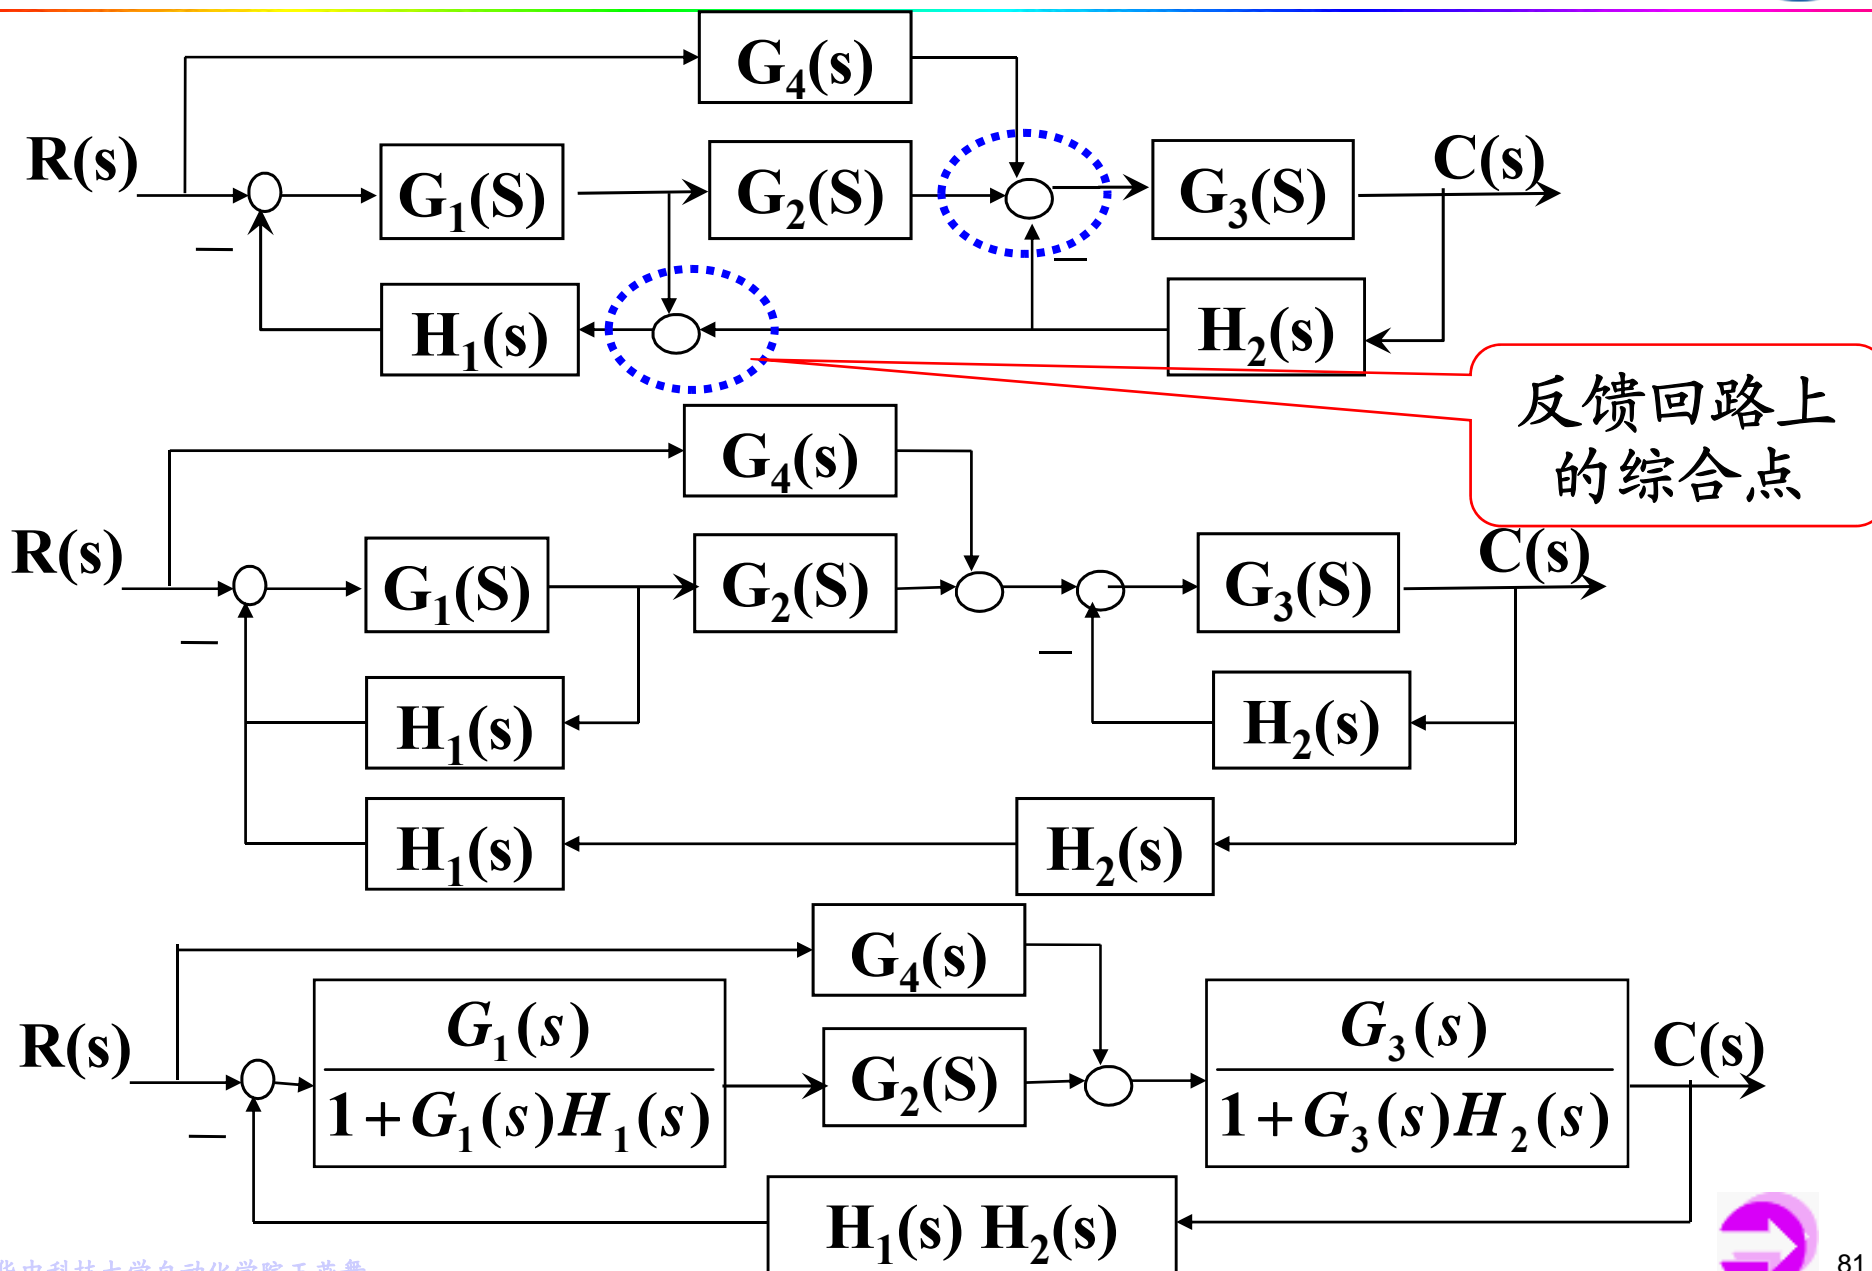 G₄(s)
R(s)
G₁(S)
G₂(S)
G₃(S)
C(s)
—
—
H₁(s)
H₂(s)
反馈回路上
的综合点
G₄(s)
R(s)
G₁(S)
G₂(S)
G₃(S)
C(s)
—
—
H₁(s)
H₂(s)
H₁(s)
H₂(s)
G₄(s)
R(s)
G₁(s)
1+G₁(s)H₁(s)
G₂(S)
G₃(s)
1+G₃(s)H₂(s)
C(s)
—
H₁(s) H₂(s)
81